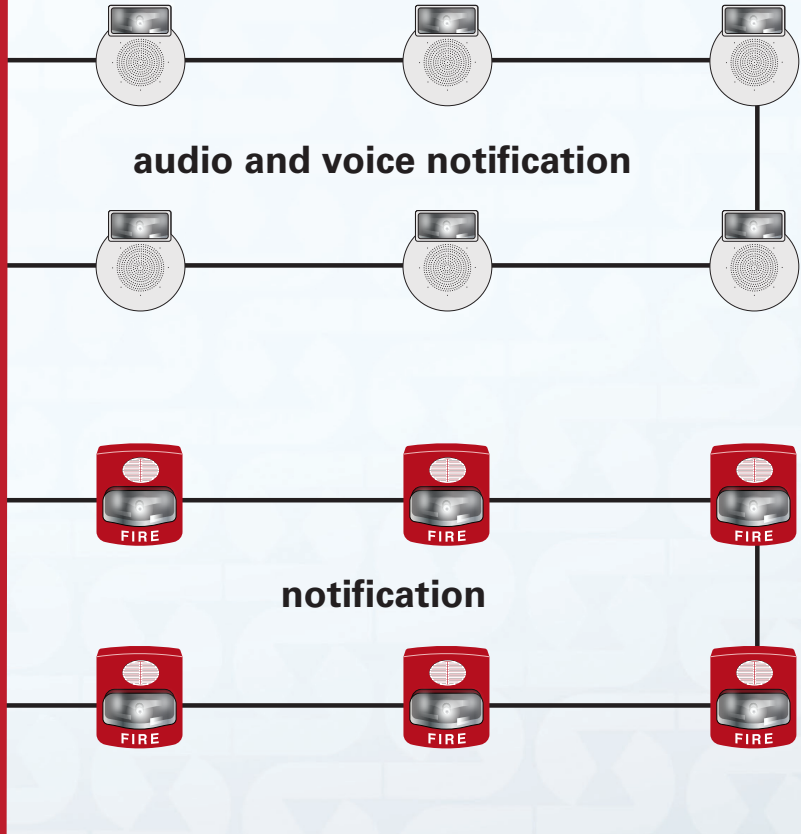 audio and voice notification
FIRE
FIRE
FIRE
notification
FIRE
FIRE
FIRE